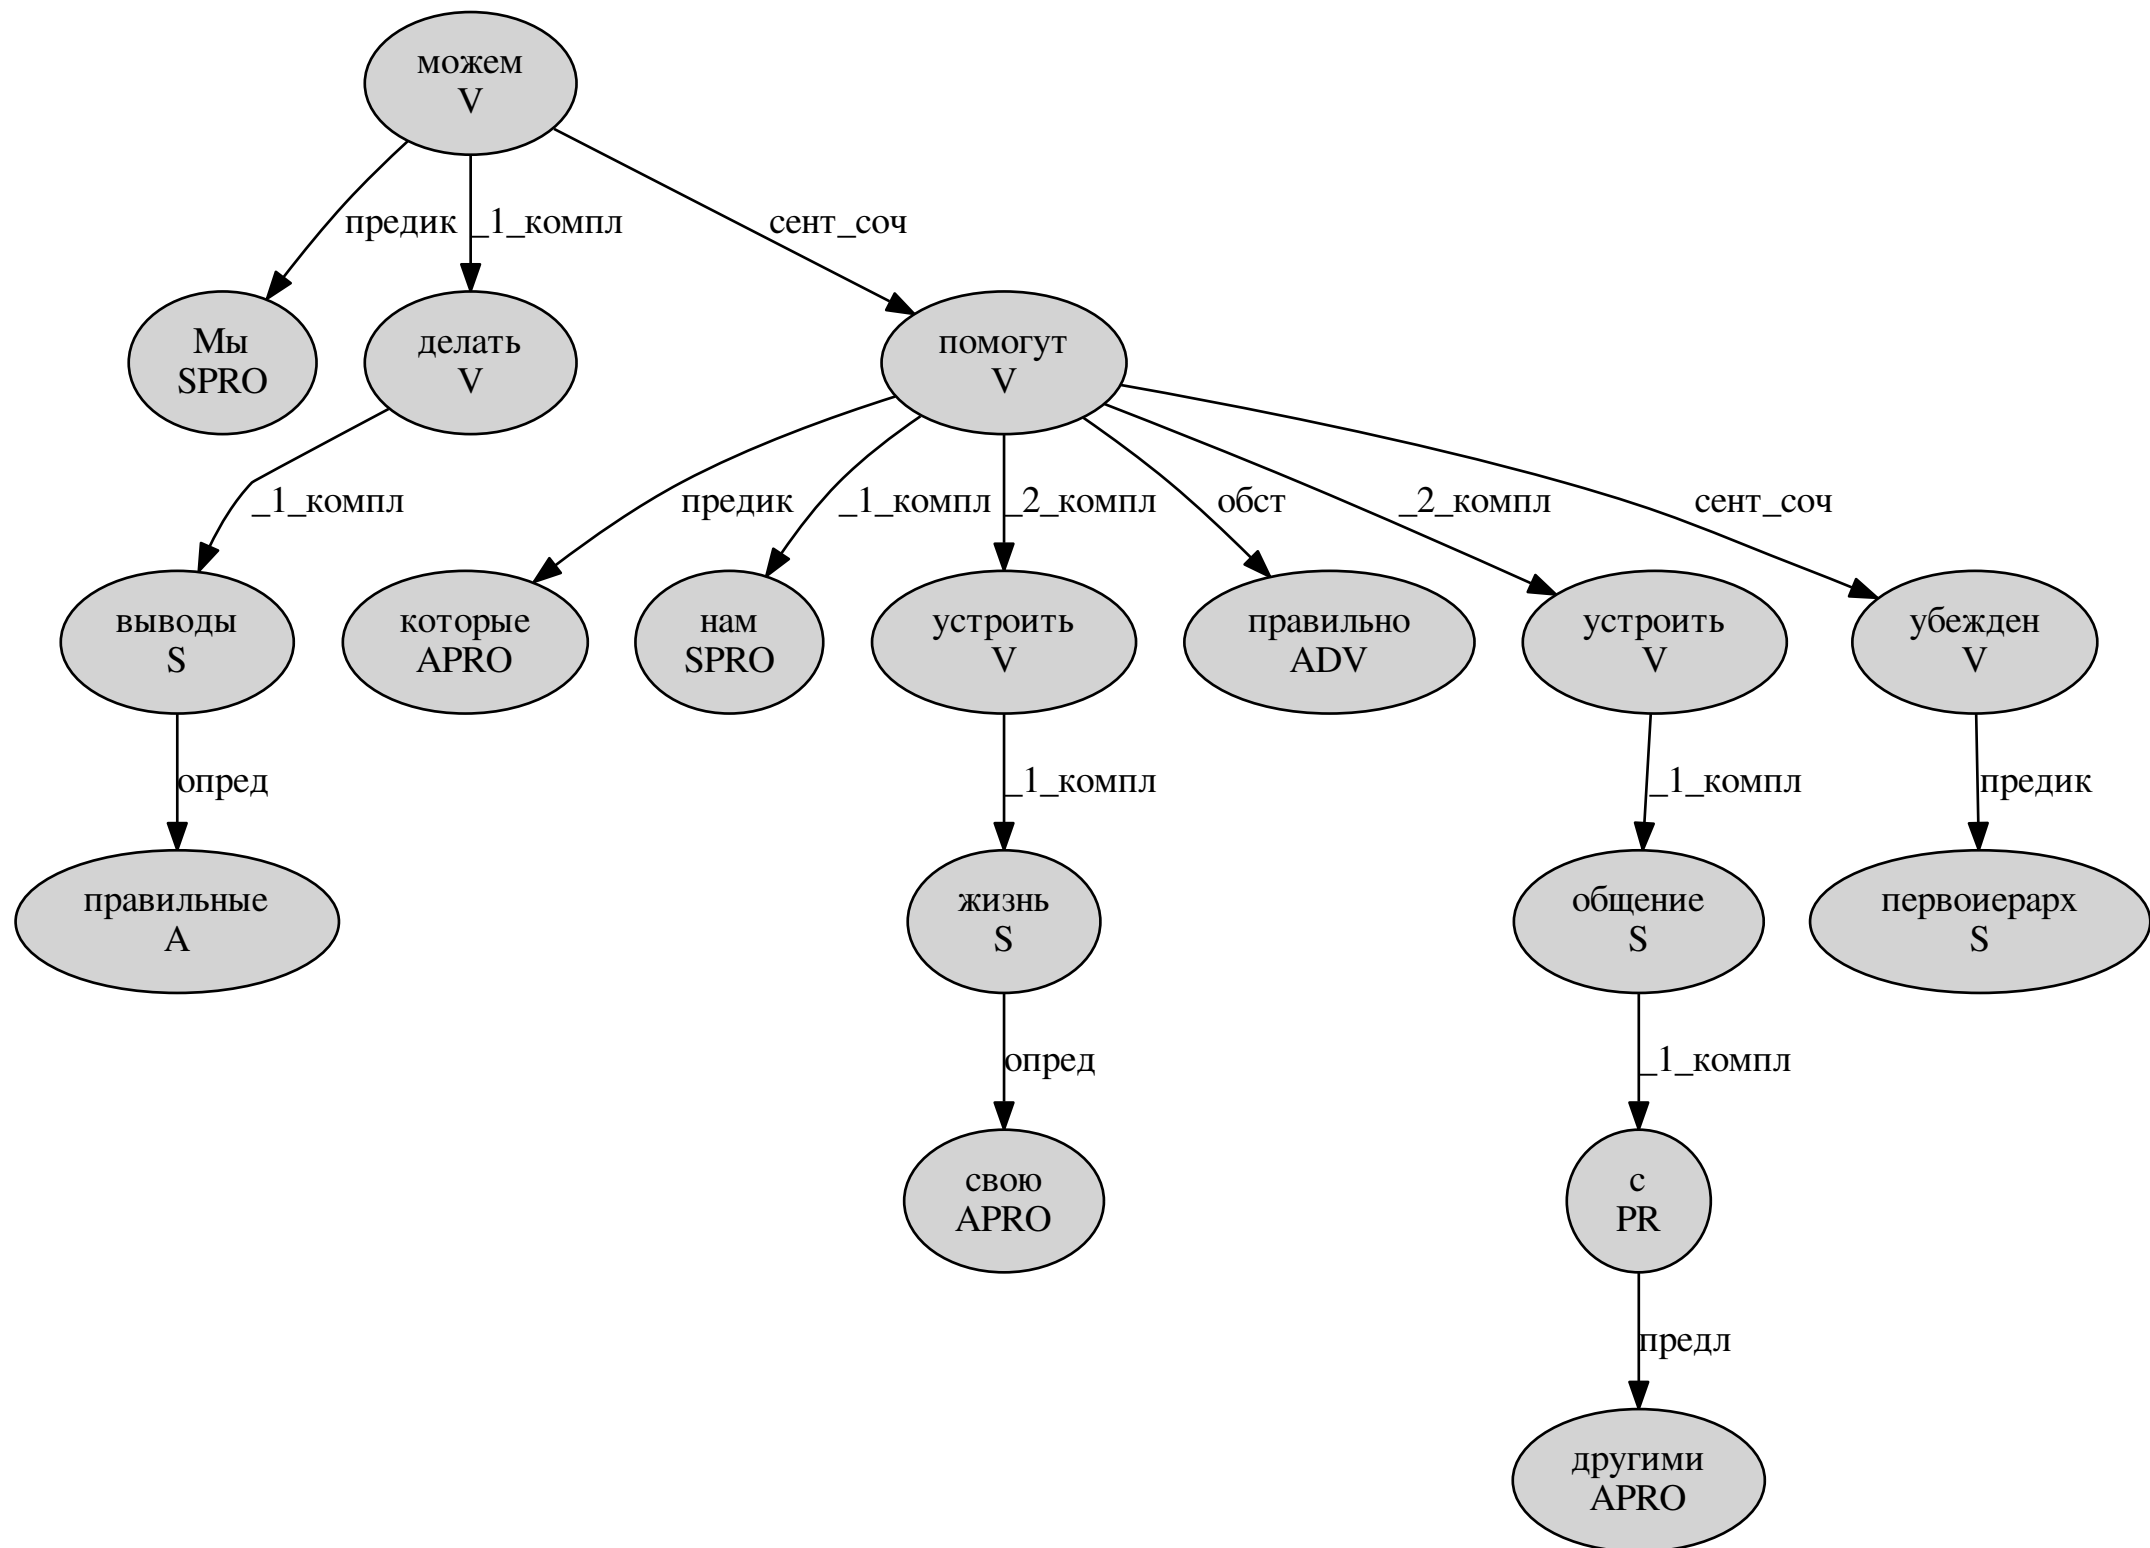 можем
V
предик
_1_компл
сент_соч
Мы
SPRO
делать
V
помогут
V
_1_компл
предик
_1_компл
_2_компл
обст
_2_компл
сент_соч
выводы
S
которые
APRO
нам
SPRO
устроить
V
правильно
ADV
устроить
V
убежден
V
опред
_1_компл
_1_компл
предик
правильные
A
жизнь
S
общение
S
первоиерарх
S
опред
_1_компл
свою
APRO
с
PR
предл
другими
APRO